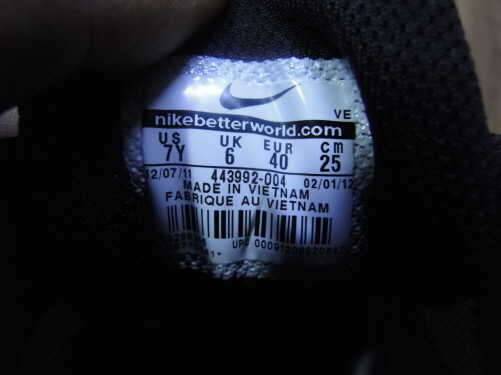 VE
nikebetterworld.com
US UK EUR cm
7Y 6 40 25
12/07/11 443992-004 02/01/12
MADE IN VIETNAM
FABRIQUE AU VIETNAM
UPC